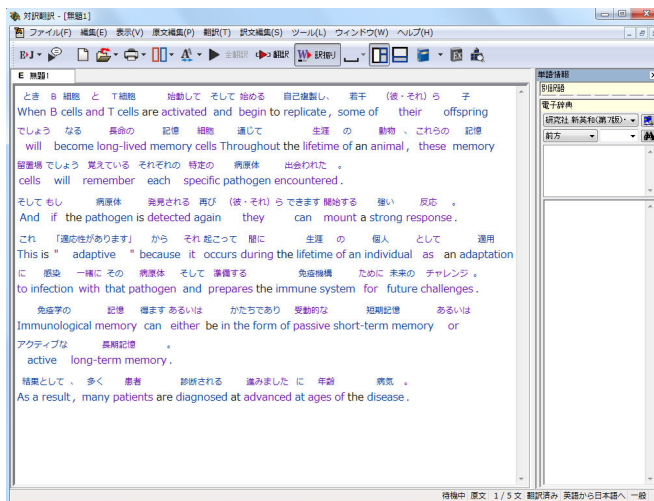 対訳翻訳 - [無題1]
ファイル(F) 編集(E) 表示(V) 原文編集(P) 翻訳(T) 訳文編集(S) ツール(L) ウィンドウ(W) ヘルプ(H)
E▸J 全翻訳 翻訳 W 訳振り
E 無題1
とき B 細胞 と T細胞 始動して そして 始める 自己複製し、 若干 (彼・それ)ら 子
When B cells and T cells are activated and begin to replicate, some of their offspring
でしょう なる 長命の 記憶 細胞 通じて 生涯 の 動物 、これらの 記憶
will become long-lived memory cells Throughout the lifetime of an animal, these memory
留置場 でしょう 覚えている それぞれの 特定の 病原体 出会われた 。
cells will remember each specific pathogen encountered.
そして もし 病原体 発見される 再び (彼・それ)ら できます 開始する 強い 反応 。
And if the pathogen is detected again they can mount a strong response.
これ 「適応性があります」 から それ 起こって 間に 生涯 の 個人 として 適用
This is " adaptive " because it occurs during the lifetime of an individual as an adaptation
に 感染 一緒に その 病原体 そして 準備する 免疫機構 ために 未来の チャレンジ 。
to infection with that pathogen and prepares the immune system for future challenges.
免疫学の 記憶 得ます あるいは かたちであり 受動的な 短期記憶 あるいは
Immunological memory can either be in the form of passive short-term memory or
アクティブな 長期記憶 。
active long-term memory.
結果として 、 多く 患者 診断される 進みました に 年齢 病気 。
As a result, many patients are diagnosed at advanced at ages of the disease.
単語情報
別訳語
電子辞典
研究社 新英和(第7版)・
前方
待機中 原文 1 / 5 文 翻訳済み 英語から日本語へ 一般